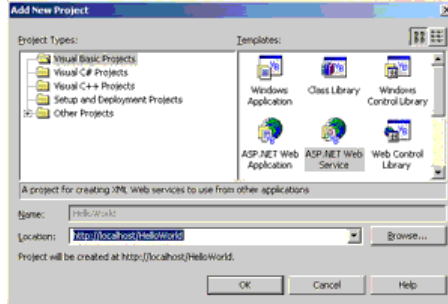 Add New Project
Project Types:
Templates:
Visual Basic Projects
Visual C# Projects
Visual C++ Projects
Setup and Deployment Projects
Other Projects
Windows Application
Class Library
Windows Control Library
ASP.NET Web Application
ASP.NET Web Service
Web Control Library
A project for creating XML Web services to use from other applications
Name:
HelloWorld
Location:
http://localhost/HelloWorld
Browse...
Project will be created at http://localhost/HelloWorld.
OK
Cancel
Help